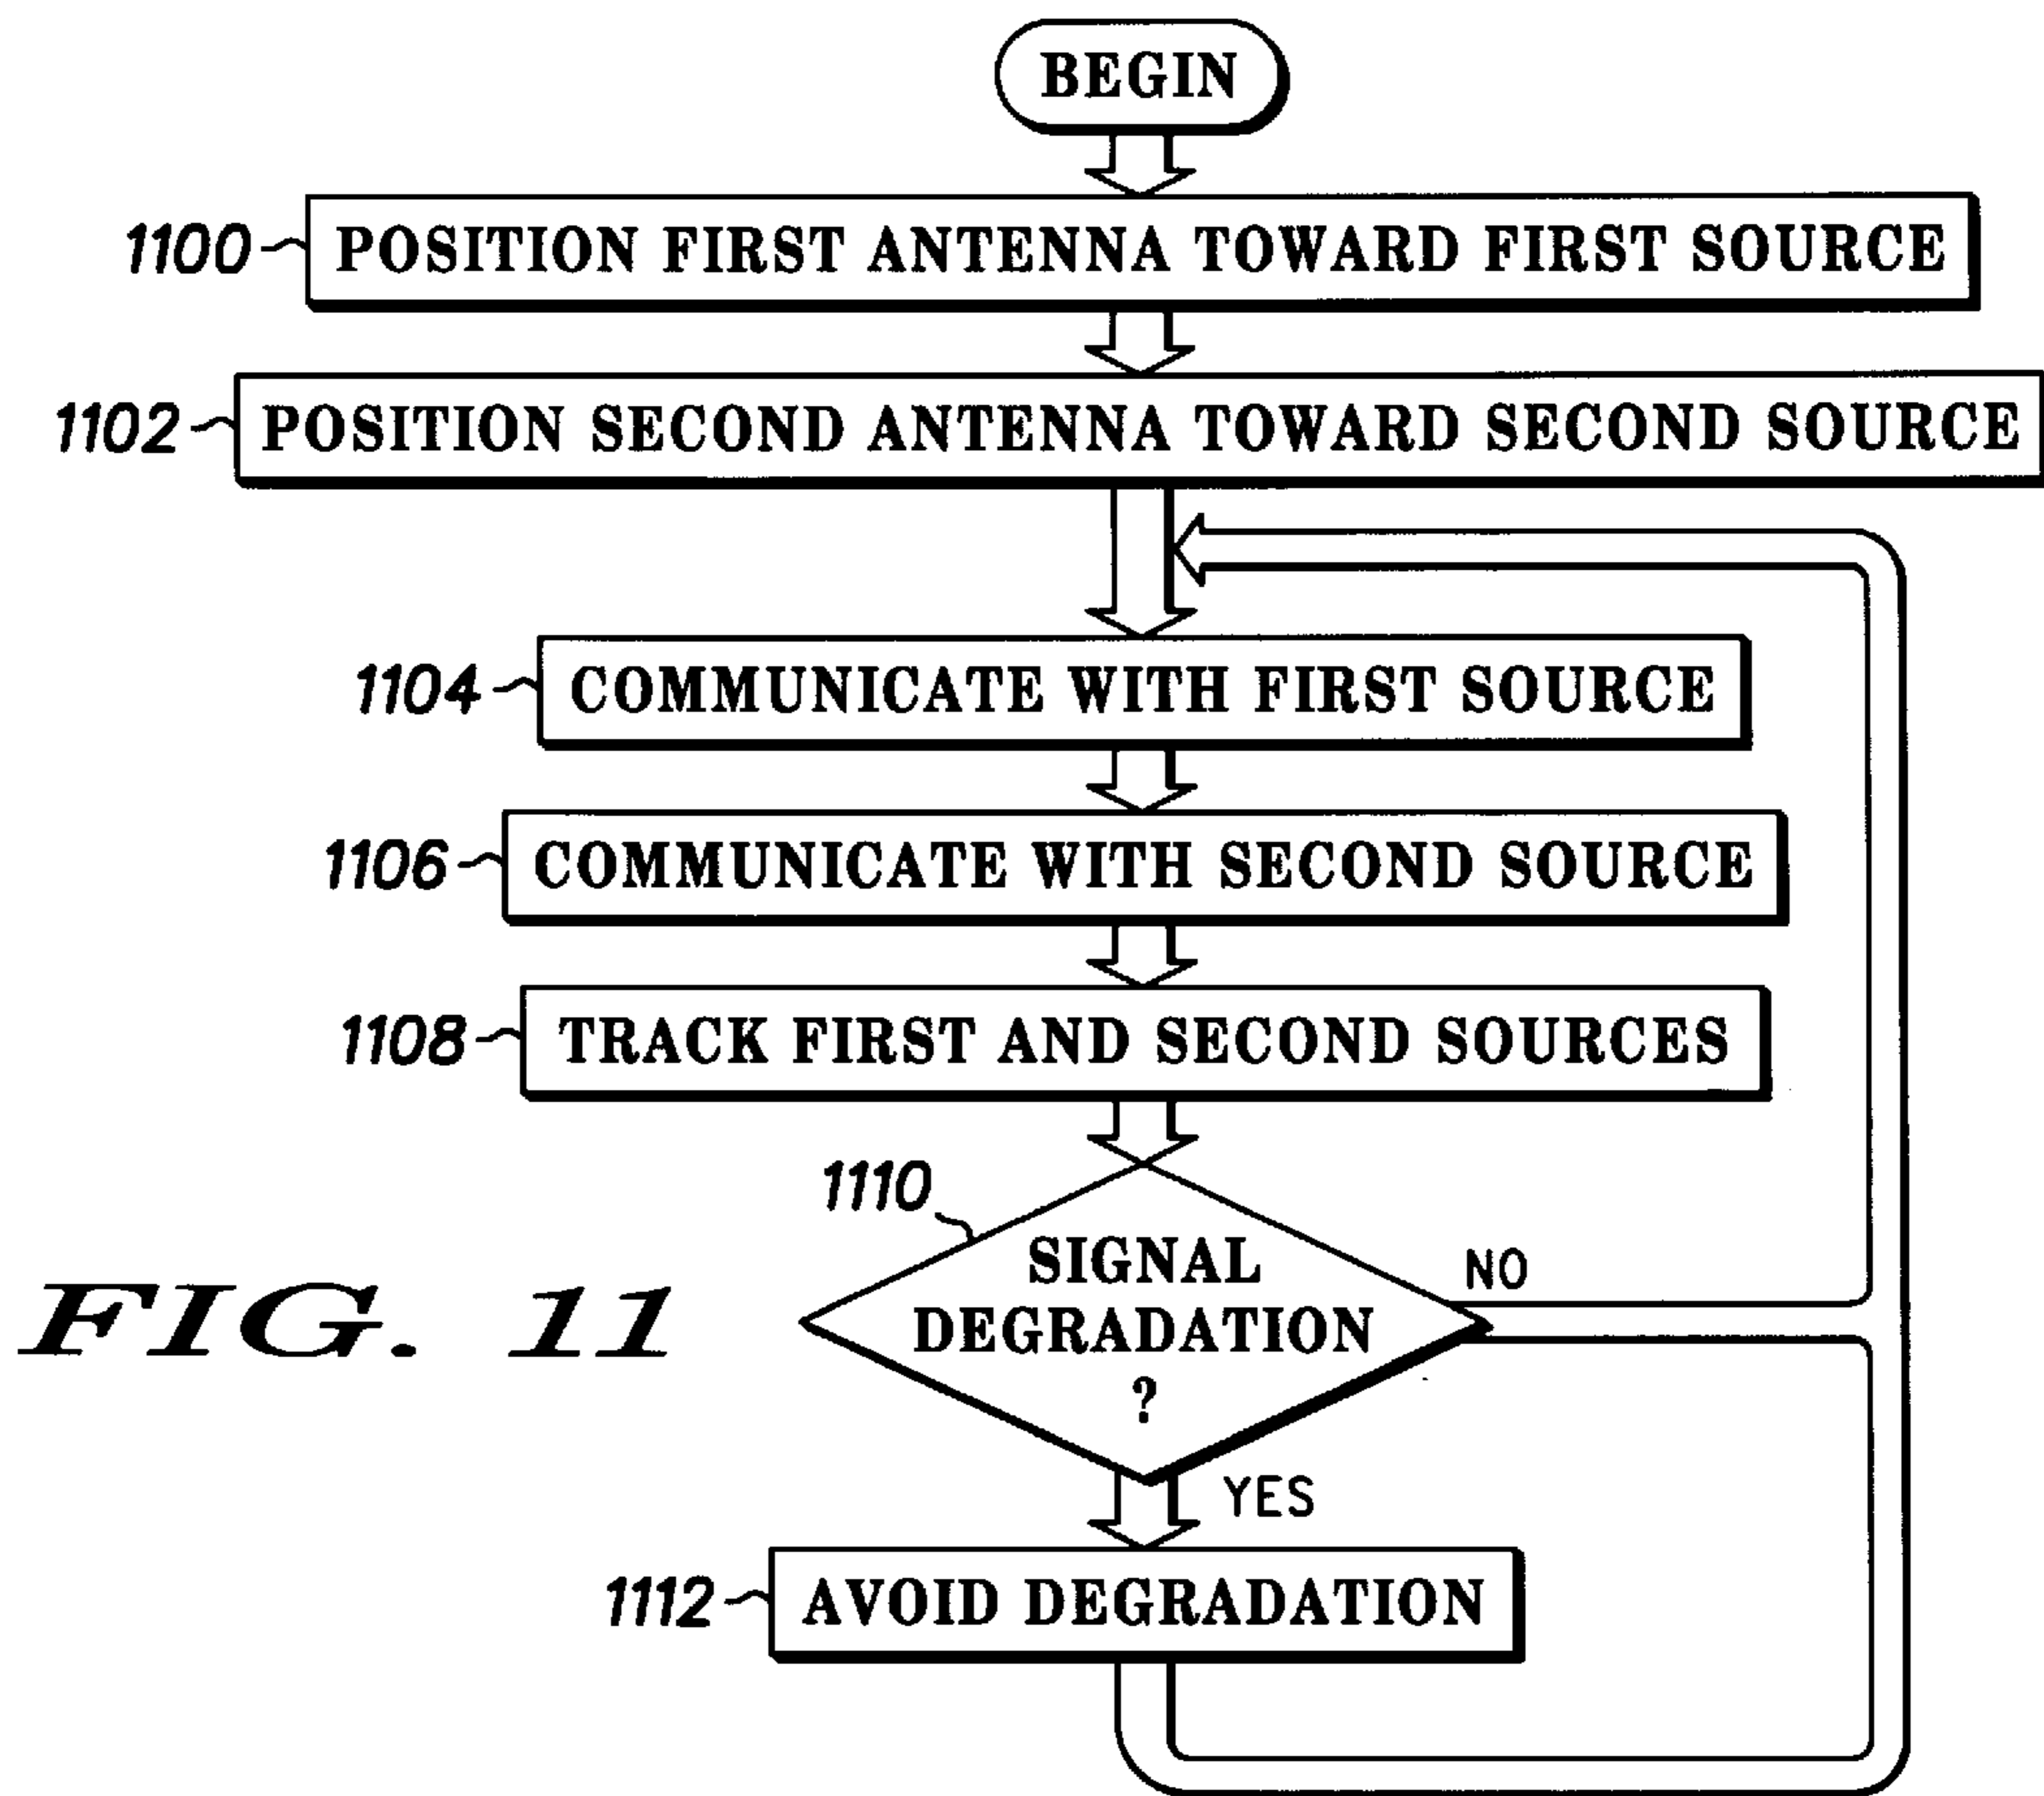 BEGIN
1100 POSITION FIRST ANTENNA TOWARD FIRST SOURCE
1102 POSITION SECOND ANTENNA TOWARD SECOND SOURCE
1104 COMMUNICATE WITH FIRST SOURCE
1106 COMMUNICATE WITH SECOND SOURCE
1108 TRACK FIRST AND SECOND SOURCES
1110
SIGNAL
DEGRADATION
?
NO
YES
1112 AVOID DEGRADATION
FIG. 11